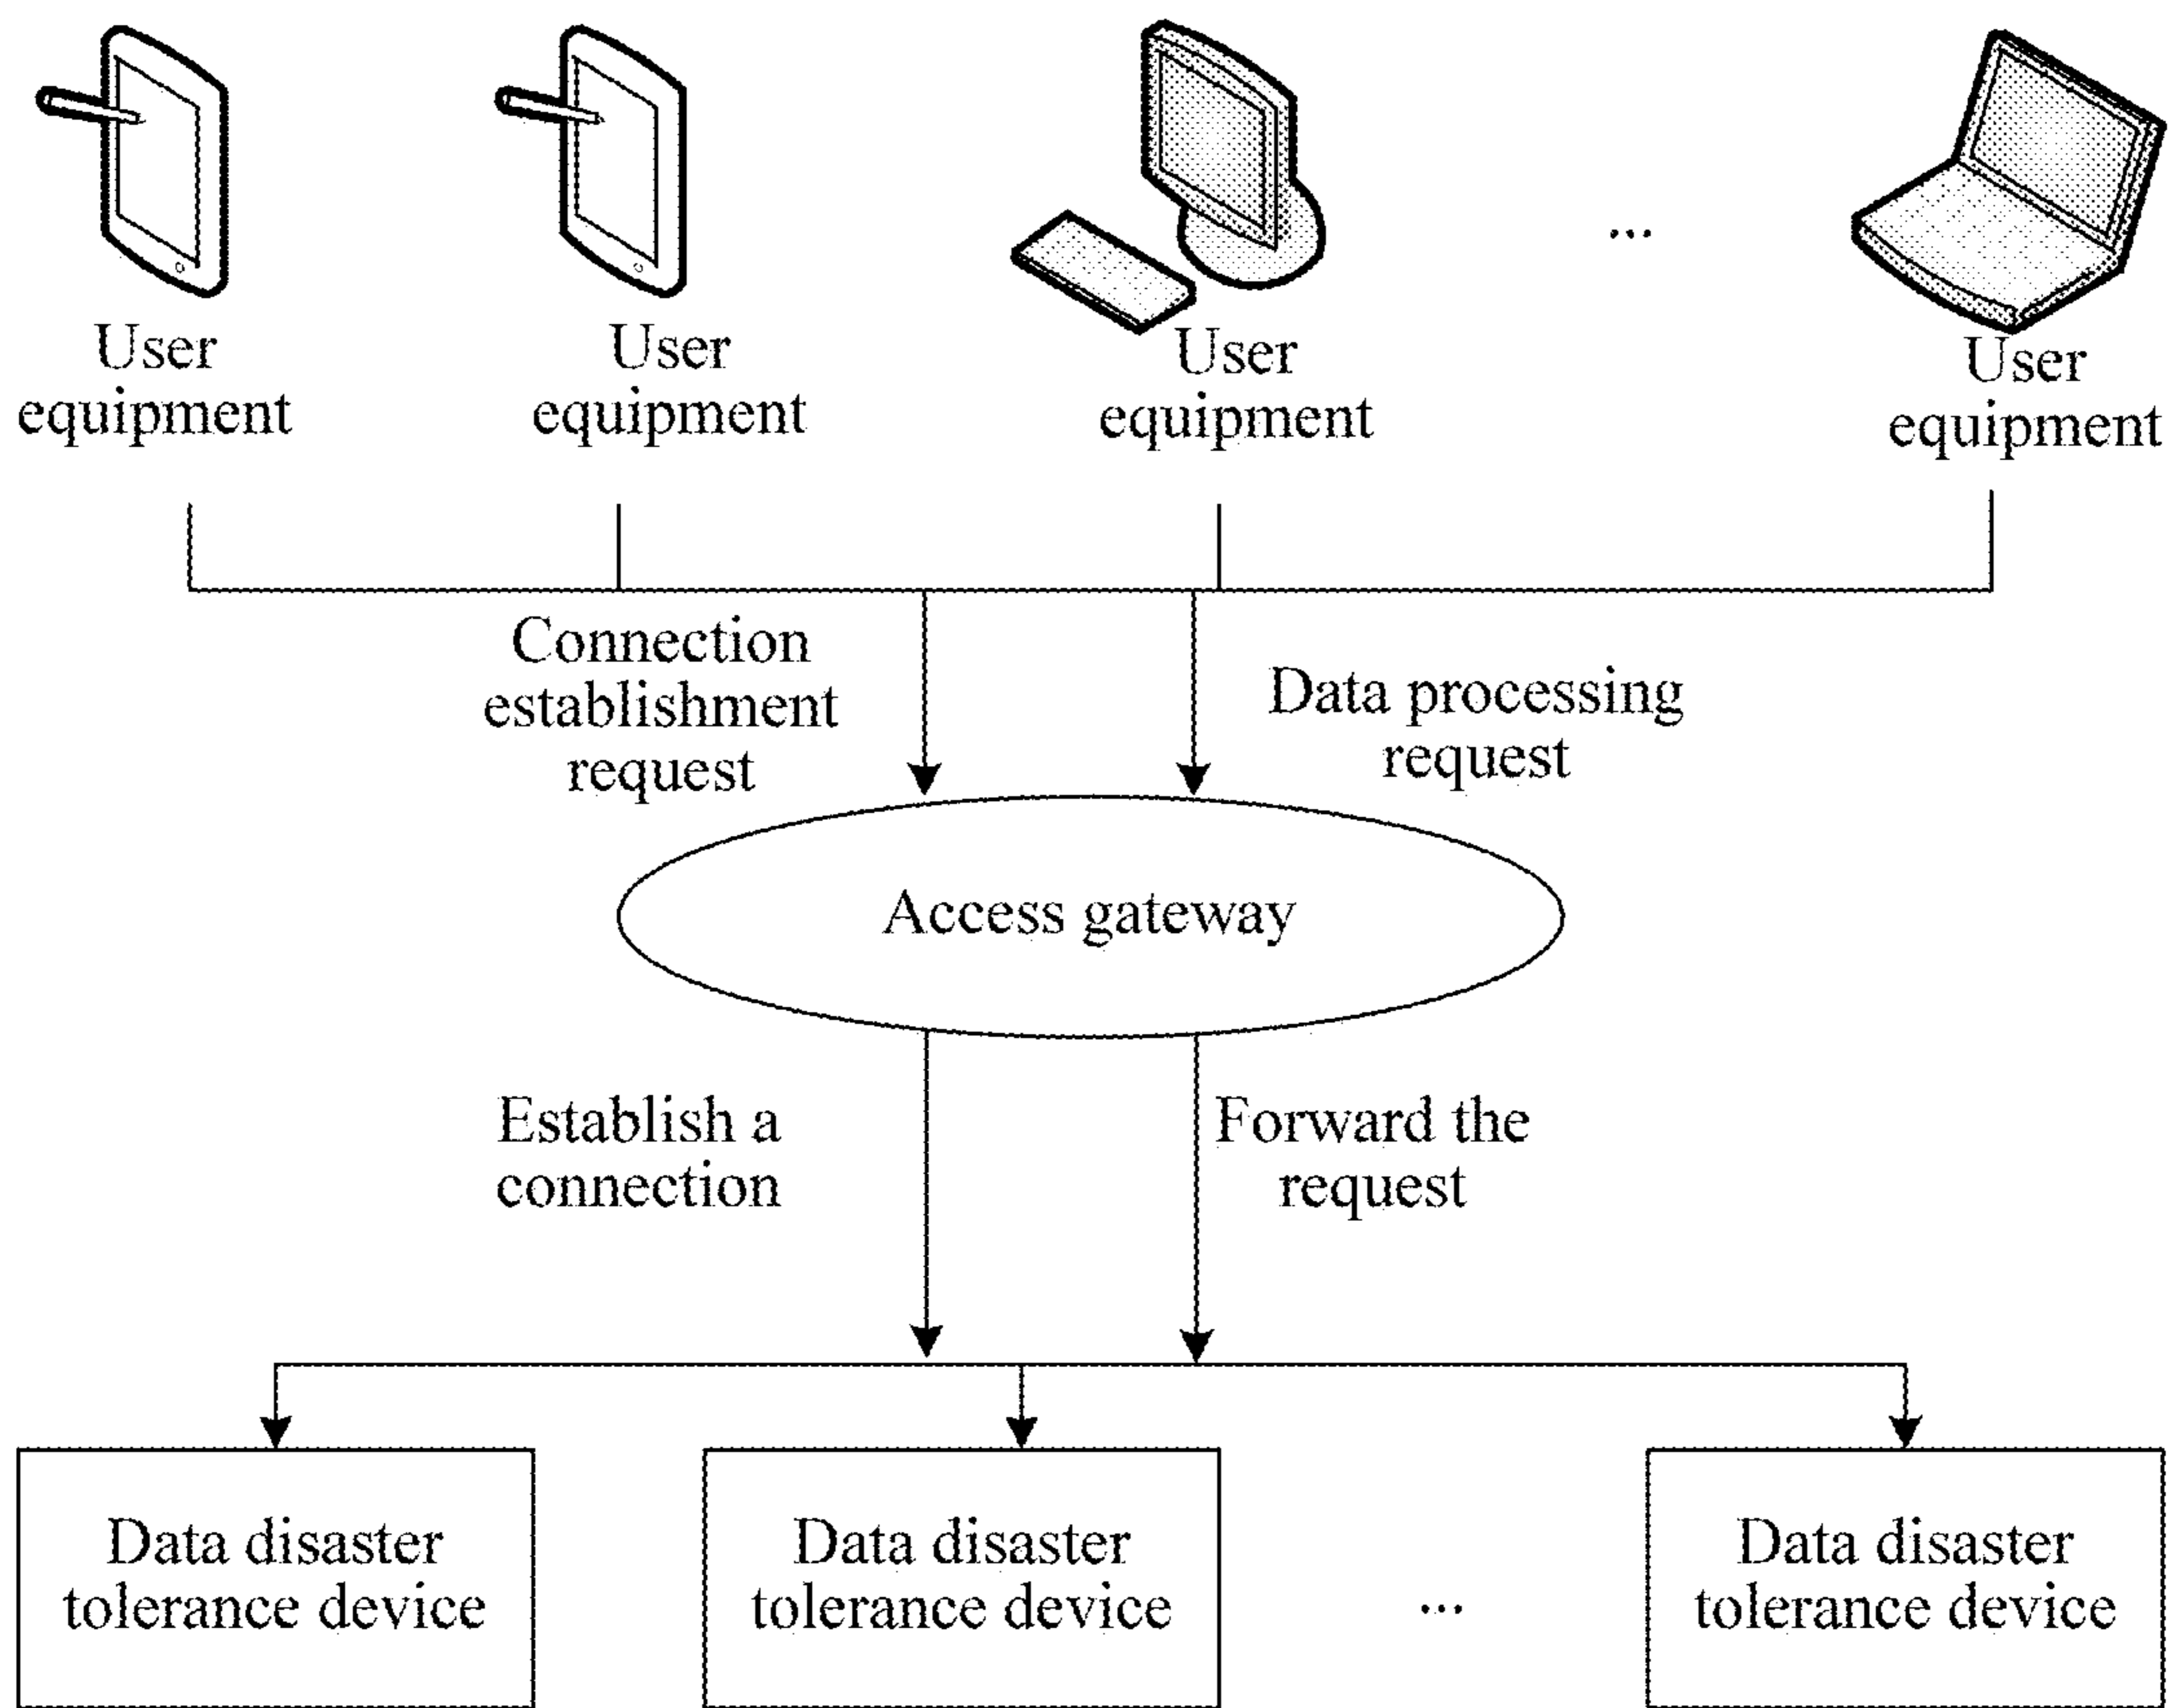 User
equipment
User
equipment
User
equipment
...
User
equipment
Connection
establishment
request
Data processing
request
Access gateway
Establish a
connection
Forward the
request
Data disaster
tolerance device
Data disaster
tolerance device
...
Data disaster
tolerance device